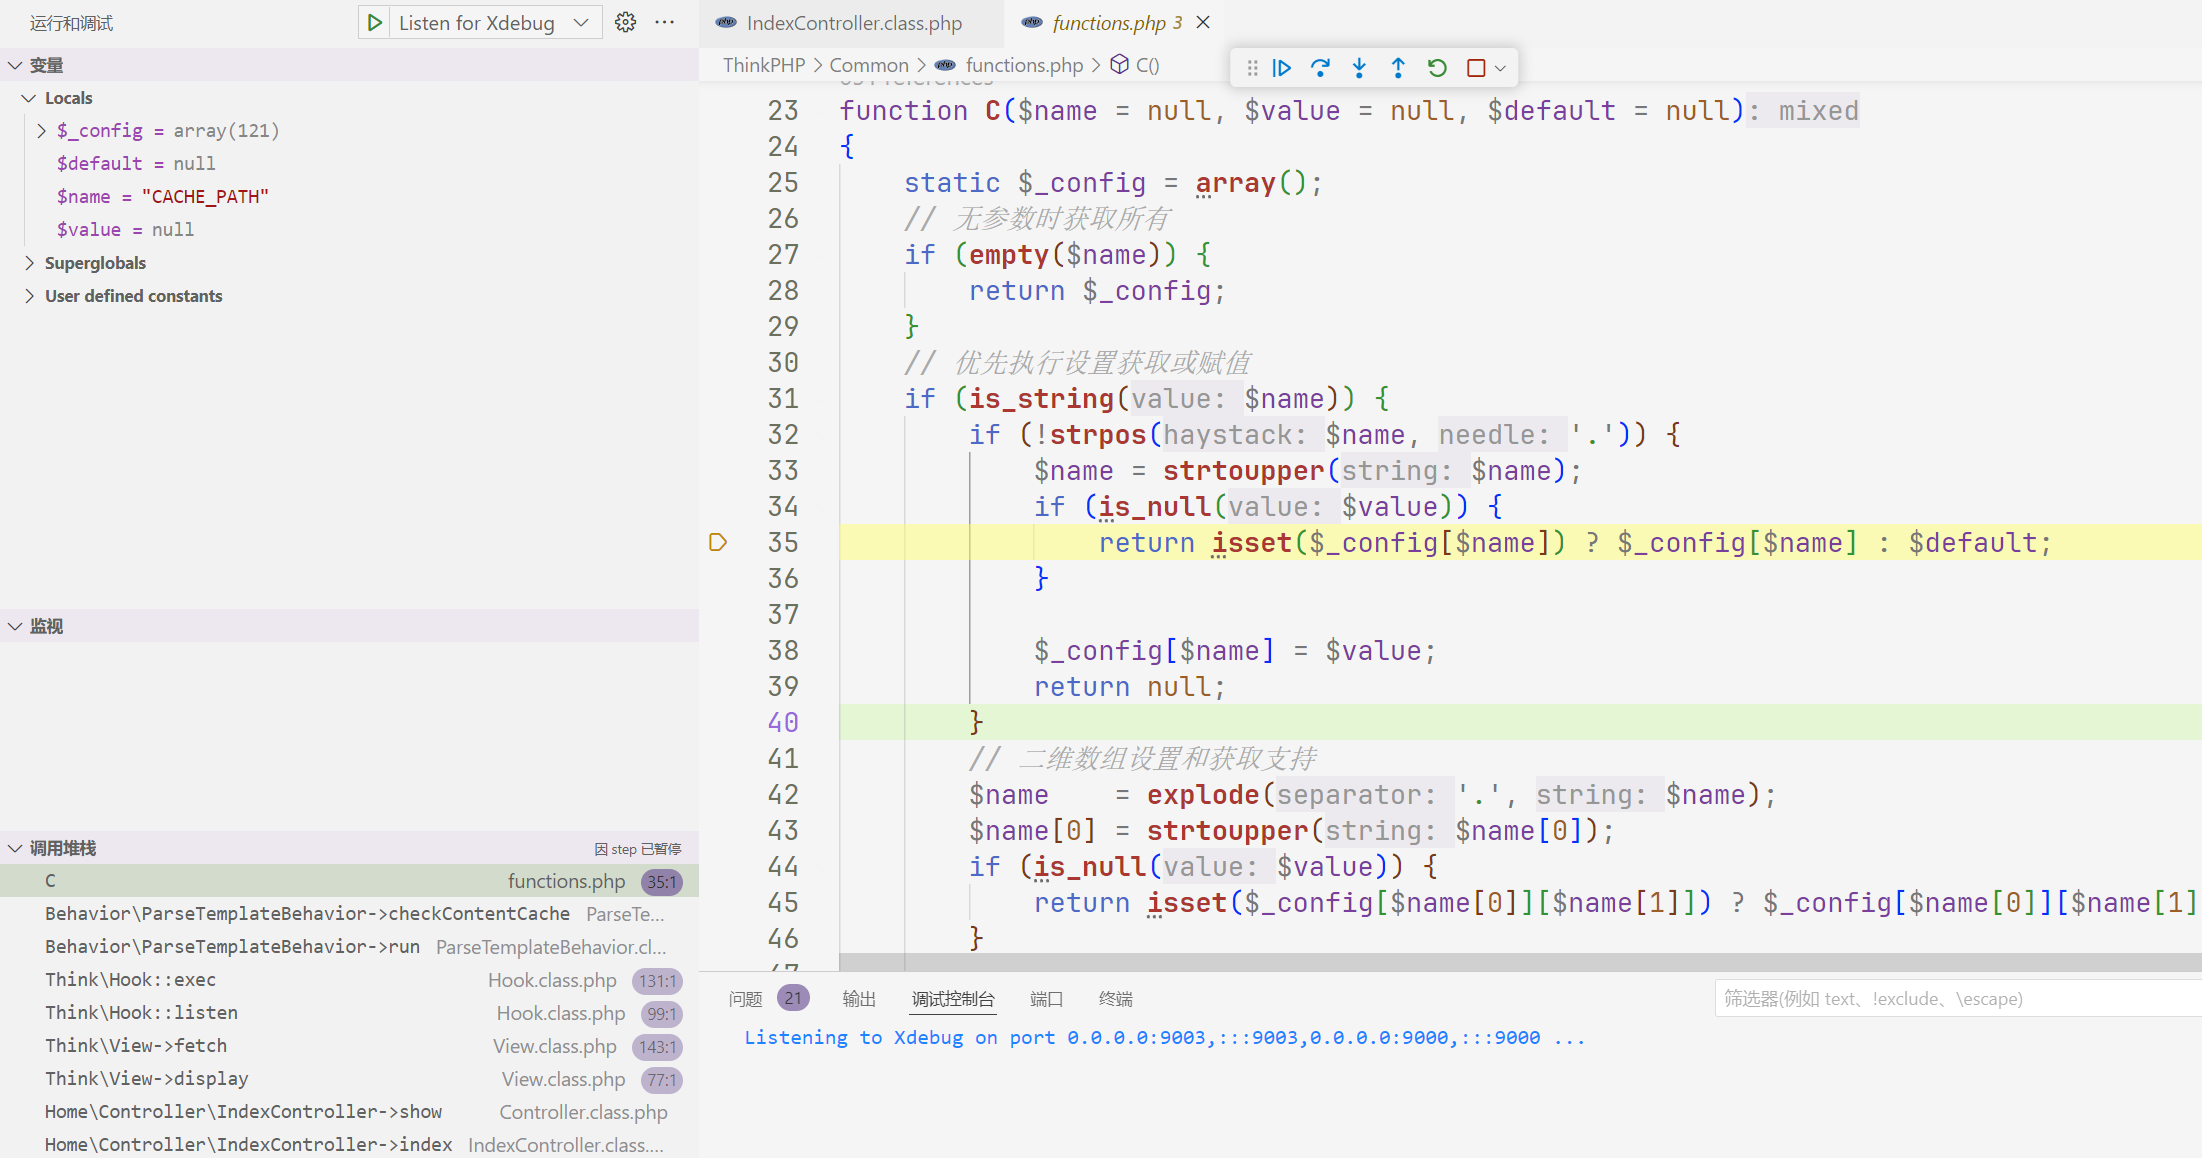 运行和调试
Listen for Xdebug
变量
Locals
$_config = array(121)
$default = null
$name = "CACHE_PATH"
$value = null
Superglobals
User defined constants
监视
调用堆栈
因 step 已暂停
C functions.php 35:1
Behavior\ParseTemplateBehavior->checkContentCache ParseTe...
Behavior\ParseTemplateBehavior->run ParseTemplateBehavior.cl...
Think\Hook::exec Hook.class.php 131:1
Think\Hook::listen Hook.class.php 99:1
Think\View->fetch View.class.php 143:1
Think\View->display View.class.php 77:1
Home\Controller\IndexController->show Controller.class.php
Home\Controller\IndexController->index IndexController.class....
IndexController.class.php
functions.php 3
ThinkPHP > Common > functions.php > C()
23 function C($name = null, $value = null, $default = null): mixed
24 {
25 static $_config = array();
26 // 无参数时获取所有
27 if (empty($name)) {
28 return $_config;
29 }
30 // 优先执行设置获取或赋值
31 if (is_string(value: $name)) {
32 if (!strpos(haystack: $name, needle: '.')) {
33 $name = strtoupper(string: $name);
34 if (is_null(value: $value)) {
35 return isset($_config[$name]) ? $_config[$name] : $default;
36 }
37
38 $_config[$name] = $value;
39 return null;
40 }
41 // 二维数组设置和获取支持
42 $name = explode(separator: '.', string: $name);
43 $name[0] = strtoupper(string: $name[0]);
44 if (is_null(value: $value)) {
45 return isset($_config[$name[0]][$name[1]]) ? $_config[$name[0]][$name[1]
46 }
问题 21 输出 调试控制台 端口 终端
筛选器(例如 text、!exclude、\escape)
Listening to Xdebug on port 0.0.0.0:9003,:::9003,0.0.0.0:9000,:::9000 ...